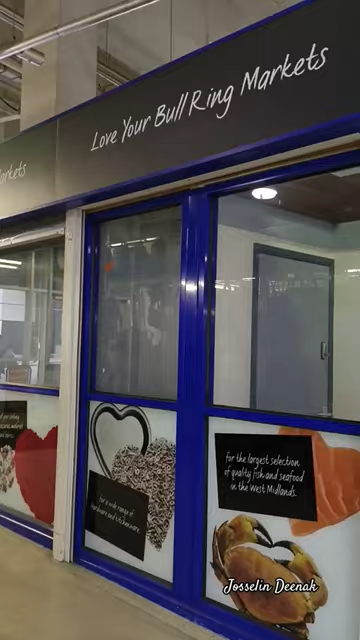 Love Your Bull Ring Markets
arkets
for the largest selection
of quality fish and seafood
in the West Midlands.
for a wide range of
hardware and kitchenware
Josselin Deenak